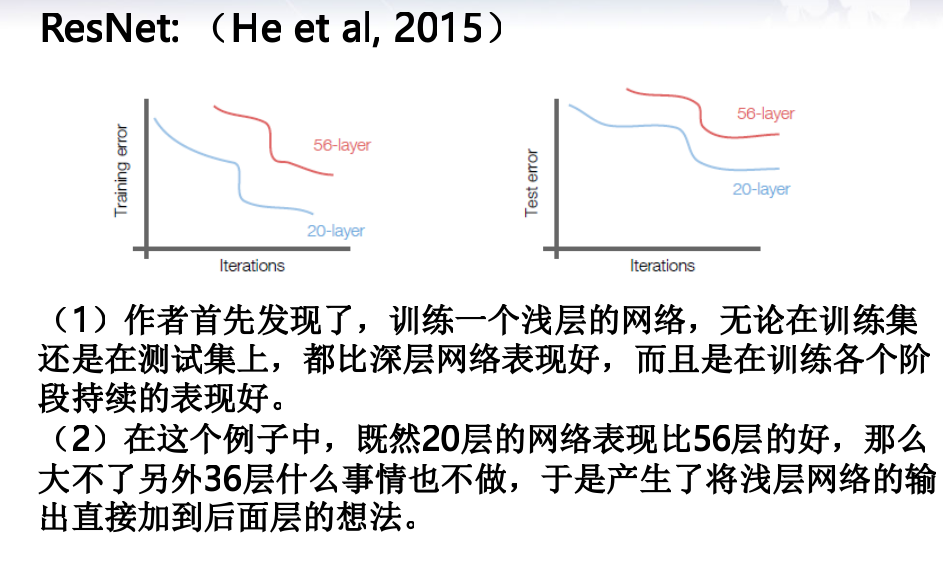 ResNet: （He et al, 2015）
Training error
56-layer
20-layer
Iterations
Test error
56-layer
20-layer
Iterations
（1）作者首先发现了，训练一个浅层的网络，无论在训练集
还是在测试集上，都比深层网络表现好，而且是在训练各个阶
段持续的表现好。
（2）在这个例子中，既然20层的网络表现比56层的好，那么
大不了另外36层什么事情也不做，于是产生了将浅层网络的输
出直接加到后面层的想法。